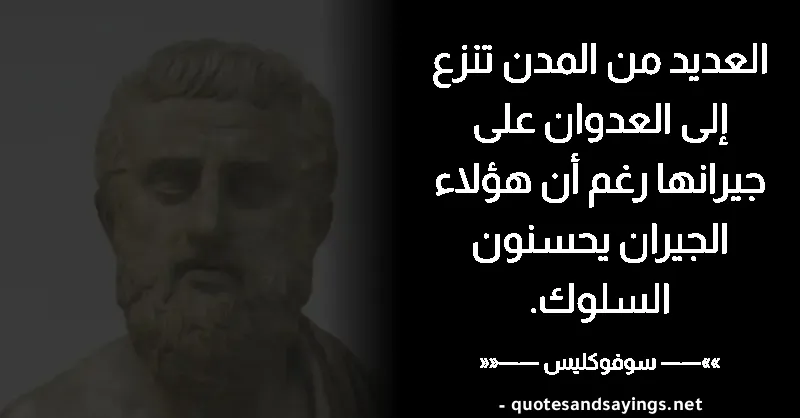 العديد من المدن تنزع
إلى العدوان على
جيرانها رغم أن هؤلاء
الجيران يحسنون
السلوك.
»»—— سوفوكليس ——««
- quotesandsayings.net